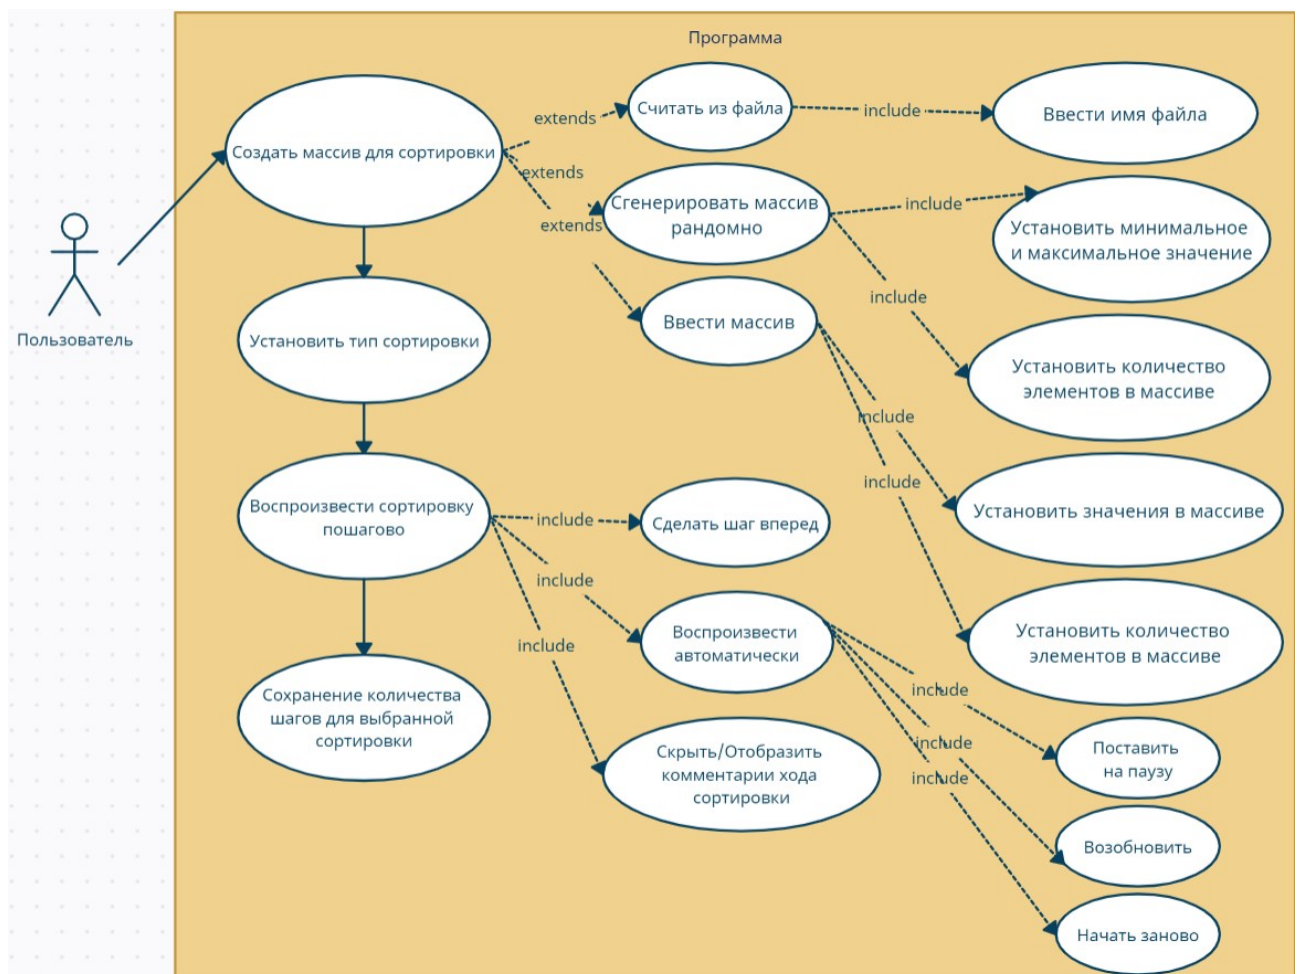 Программа
Пользователь
Создать массив для сортировки
Установить тип сортировки
Воспроизвести сортировку
пошагово
Сохранение количества
шагов для выбранной
сортировки
extends
extends
extends
Считать из файла
Сгенерировать массив
рандомно
Ввести массив
include
include
include
include
include
Ввести имя файла
Установить минимальное
и максимальное значение
Установить количество
элементов в массиве
Установить значения в массиве
Установить количество
элементов в массиве
include
include
include
Сделать шаг вперед
Воспроизвести
автоматически
Скрыть/Отобразить
комментарии хода
сортировки
include
include
include
Поставить
на паузу
Возобновить
Начать заново